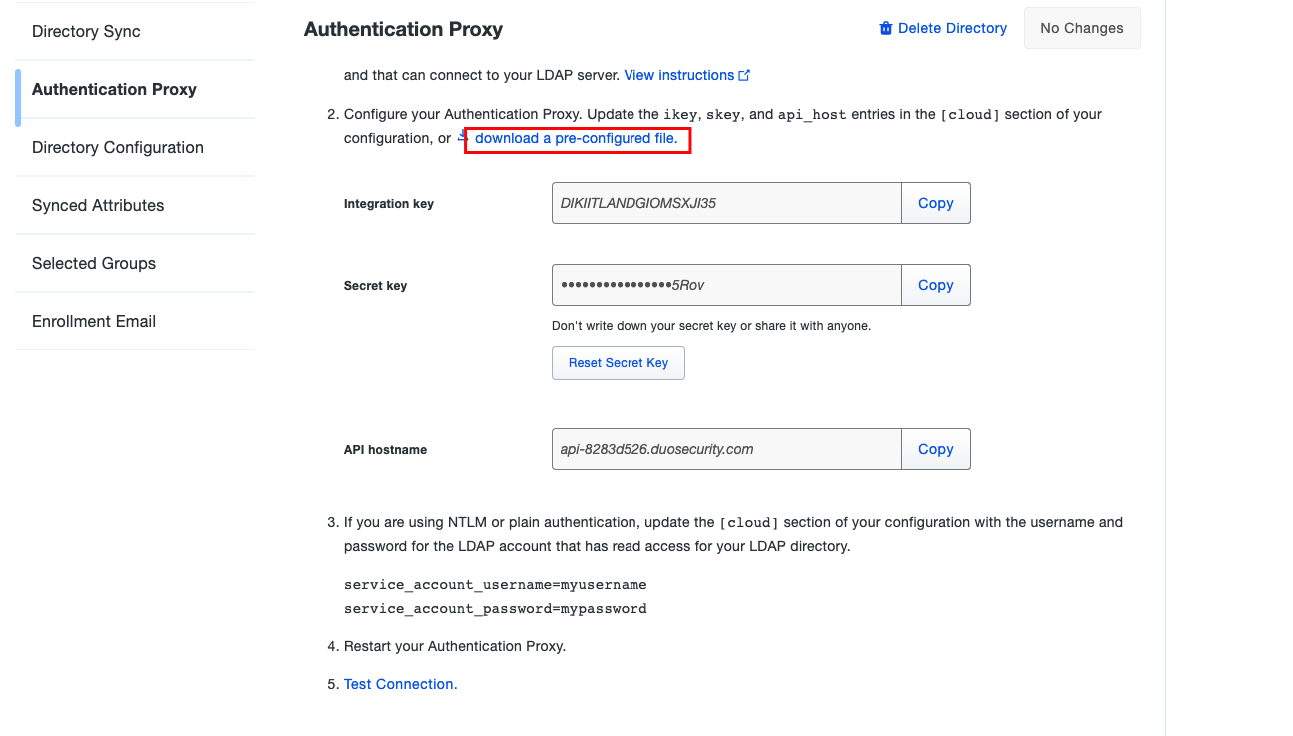 Directory Sync
Authentication Proxy
Directory Configuration
Synced Attributes
Selected Groups
Enrollment Email
Authentication Proxy
Delete Directory
No Changes
and that can connect to your LDAP server. View instructions
2. Configure your Authentication Proxy. Update the ikey, skey, and api_host entries in the [cloud] section of your
configuration, or download a pre-configured file.
Integration key
DIKIITLANDGIOMSXJI35
Copy
Secret key
••••••••••••••••5Rov
Copy
Don't write down your secret key or share it with anyone.
Reset Secret Key
API hostname
api-8283d526.duosecurity.com
Copy
3. If you are using NTLM or plain authentication, update the [cloud] section of your configuration with the username and
password for the LDAP account that has read access for your LDAP directory.
service_account_username=myusername
service_account_password=mypassword
4. Restart your Authentication Proxy.
5. Test Connection.